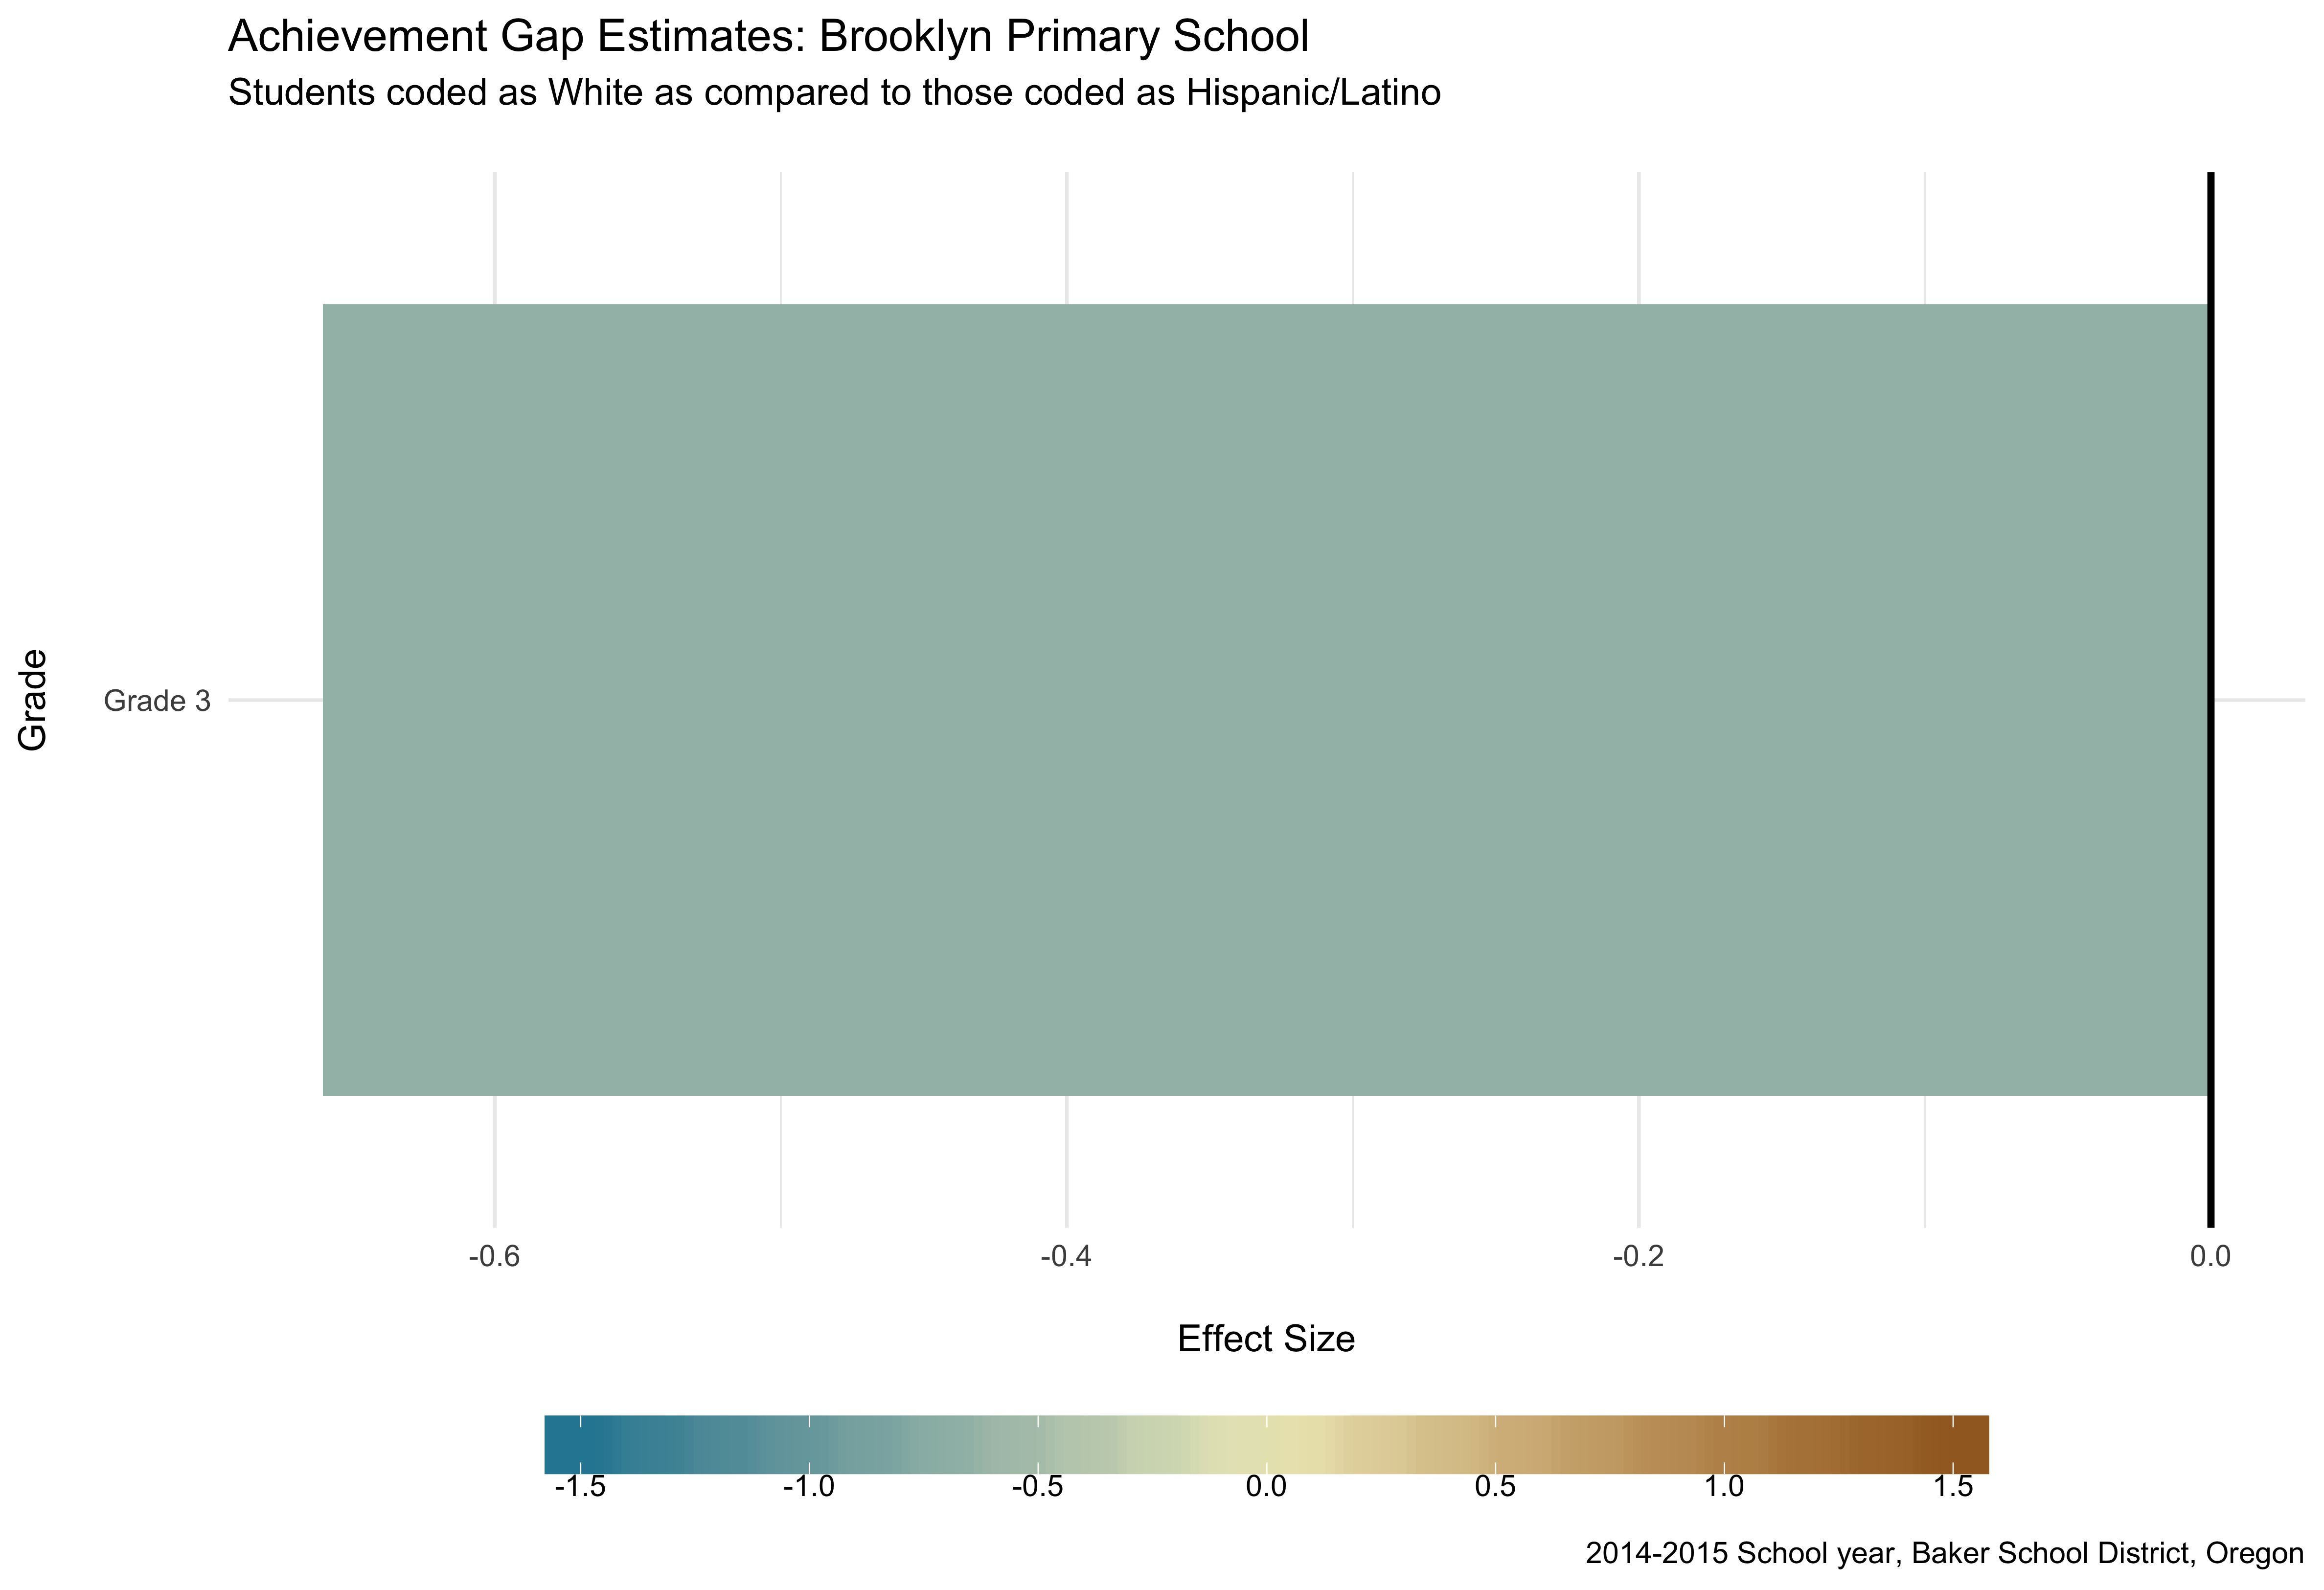 Achievement Gap Estimates: Brooklyn Primary School
Students coded as White as compared to those coded as Hispanic/Latino
Grade
Grade 3
-0.6 -0.4 -0.2 0.0
Effect Size
-1.5 -1.0 -0.5 0.0 0.5 1.0 1.5
2014-2015 School year, Baker School District, Oregon